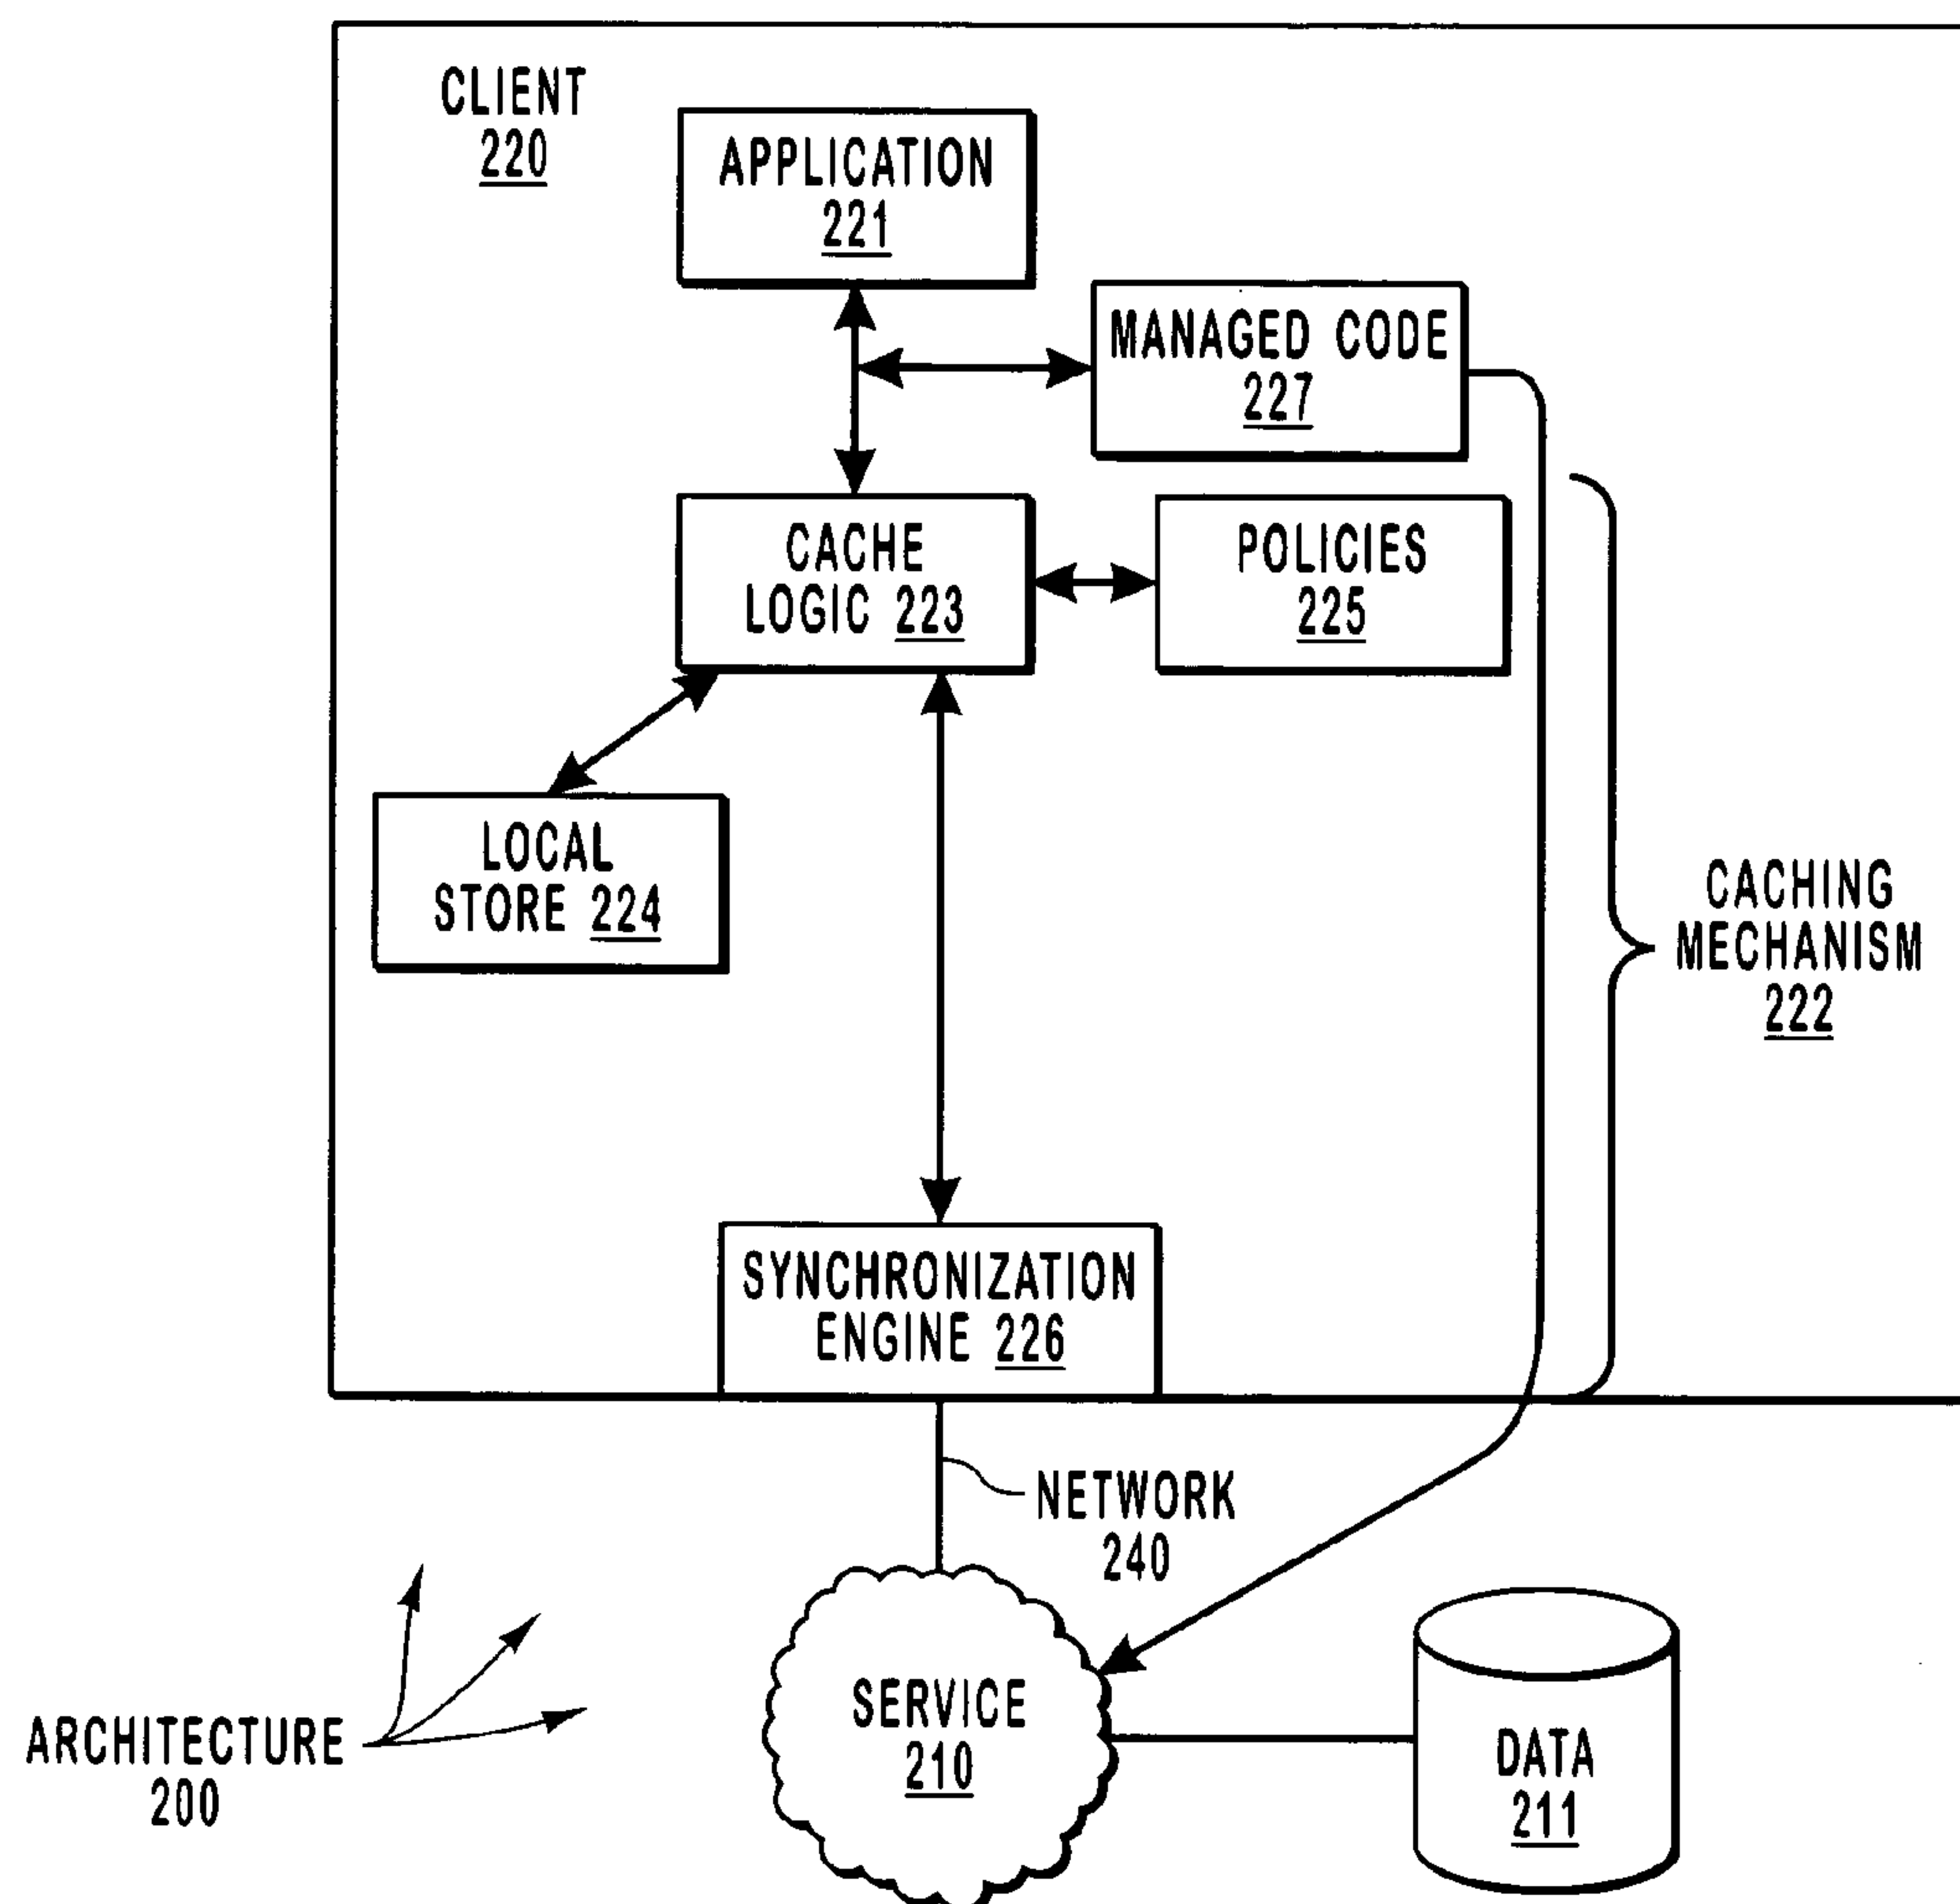 CLIENT
220
APPLICATION
221
MANAGED CODE
227
CACHE
LOGIC 223
POLICIES
225
LOCAL
STORE 224
CACHING
MECHANISM
222
SYNCHRONIZATION
ENGINE 226
NETWORK
240
SERVICE
210
DATA
211
ARCHITECTURE
200